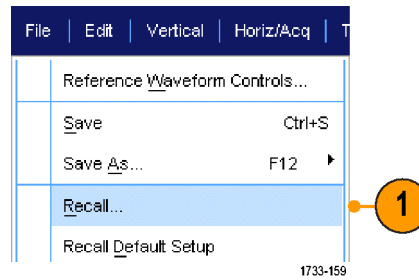 File | Edit | Vertical | Horiz/Acq | T
Reference Waveform Controls...
Save Ctrl+S
Save As... F12
Recall...
1
Recall Default Setup
1733-159